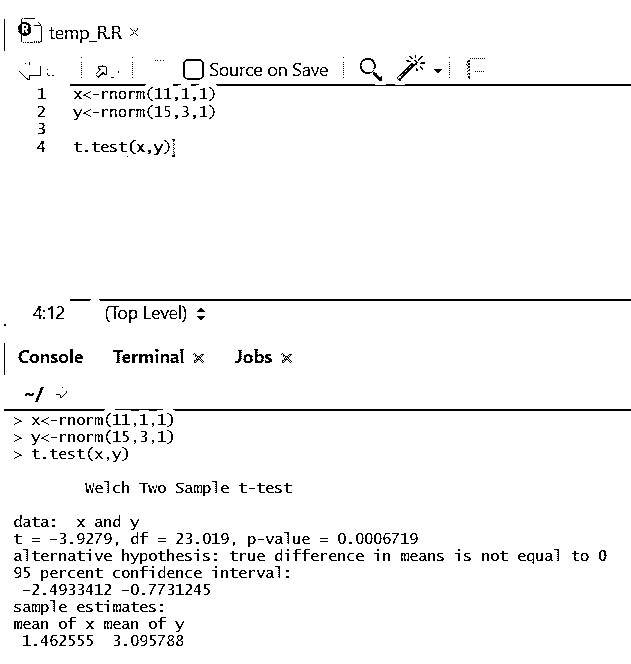 temp_R.R ×
Source on Save
1 x<-rnorm(11,1,1)
2 y<-rnorm(15,3,1)
3
4 t.test(x,y)
4:12 (Top Level)
Console Terminal × Jobs ×
~/
> x<-rnorm(11,1,1)
> y<-rnorm(15,3,1)
> t.test(x,y)
Welch Two Sample t-test
data: x and y
t = -3.9279, df = 23.019, p-value = 0.0006719
alternative hypothesis: true difference in means is not equal to 0
95 percent confidence interval:
-2.4933412 -0.7731245
sample estimates:
mean of x mean of y
1.462555 3.095788